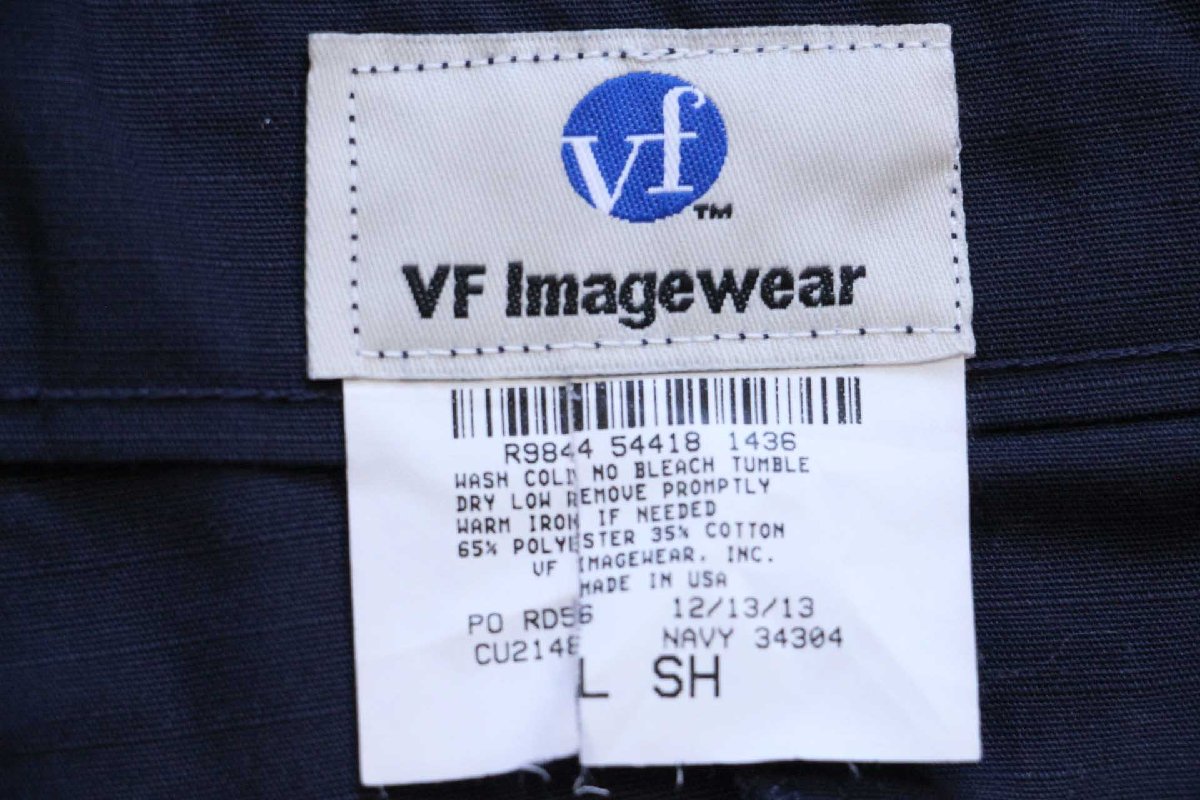 vf
TM
VF Imagewear
R9844 54418 1436
WASH COLD NO BLEACH TUMBLE
DRY LOW REMOVE PROMPTLY
WARM IRON IF NEEDED
65% POLYESTER 35% COTTON
VF IMAGEWEAR, INC.
MADE IN USA
PO RD56 12/13/13
NAVY 34304
L SH